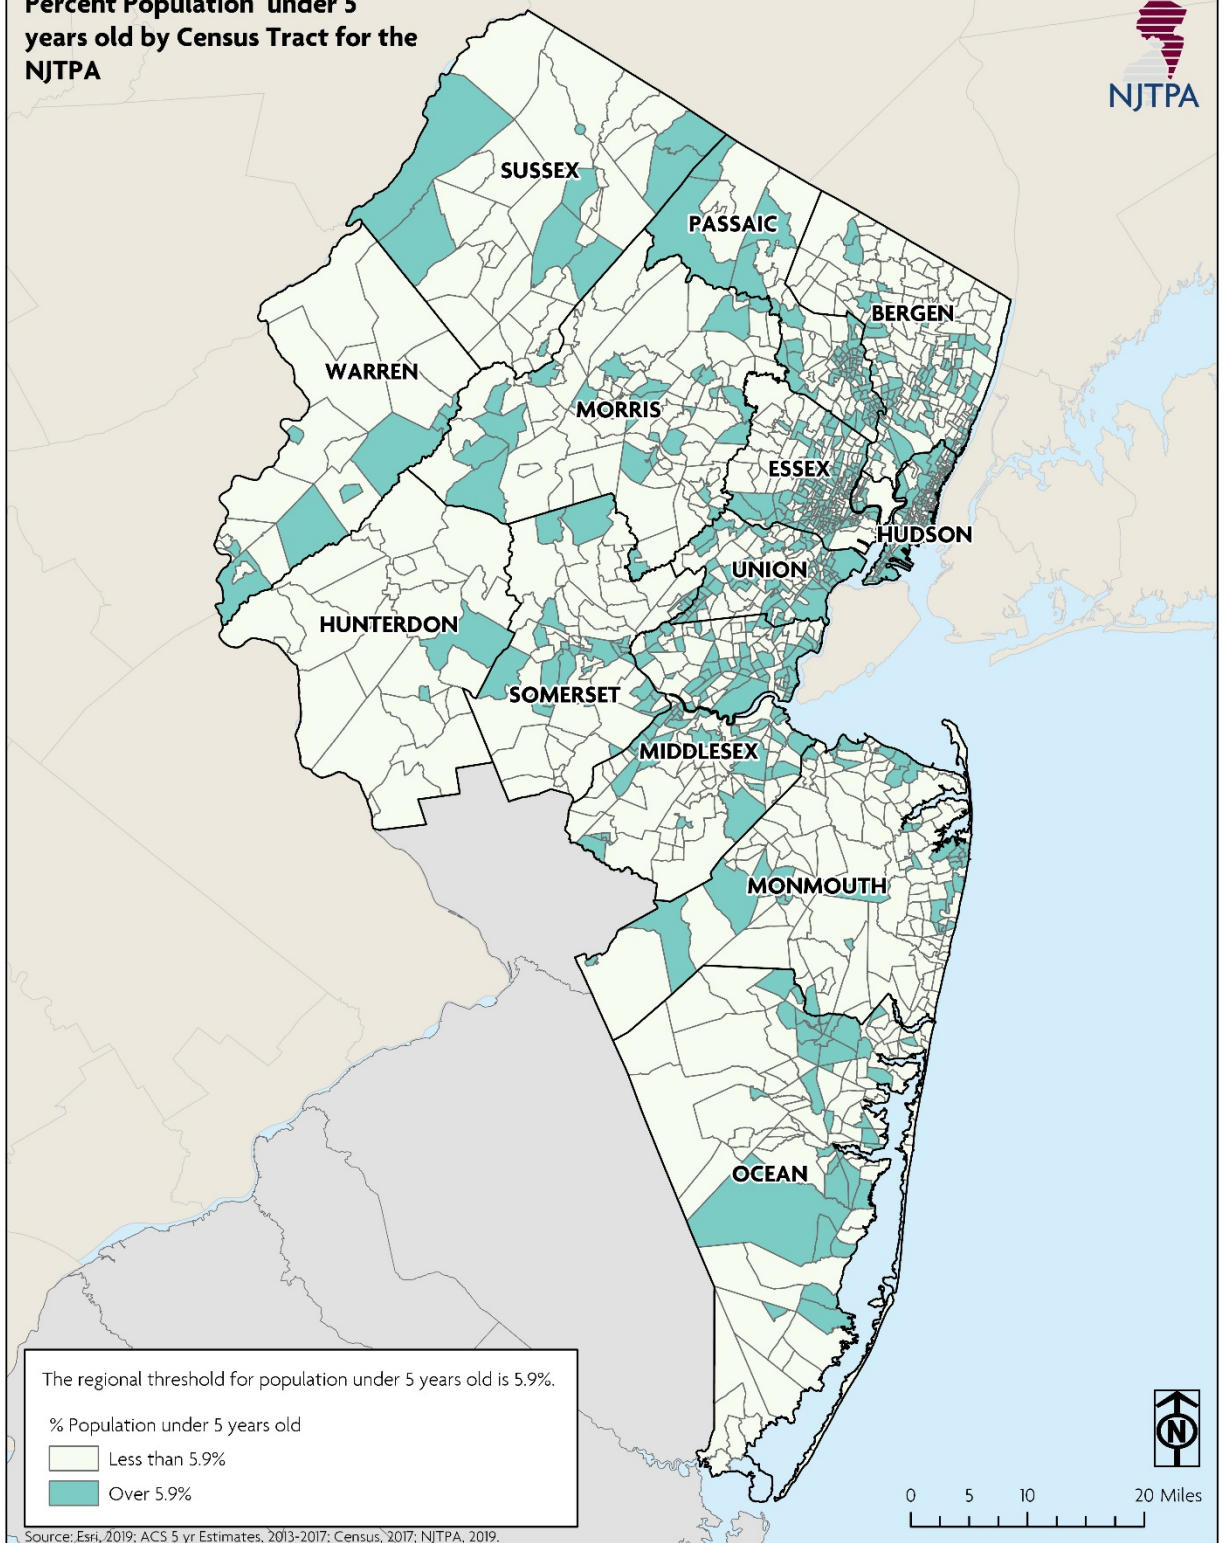 Percent Population under 5
years old by Census Tract for the
NJTPA
NJTPA
SUSSEX
PASSAIC
BERGEN
WARREN
MORRIS
ESSEX
HUDSON
UNION
HUNTERDON
SOMERSET
MIDDLESEX
MONMOUTH
OCEAN
The regional threshold for population under 5 years old is 5.9%.
% Population under 5 years old
Less than 5.9%
Over 5.9%
N
0 5 10 20 Miles
Source: Esri, 2019; ACS 5 yr Estimates, 2013-2017; Census, 2017; NJTPA, 2019.